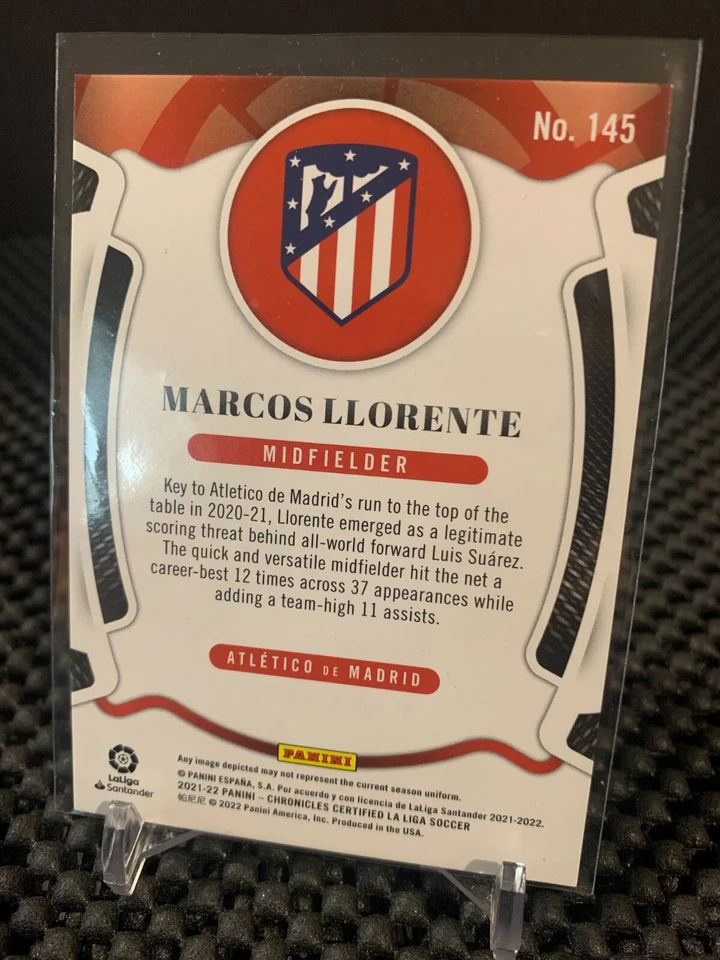 No. 145
MARCOS LLORENTE
MIDFIELDER
Key to Atletico de Madrid's run to the top of the
table in 2020-21, Llorente emerged as a legitimate
scoring threat behind all-world forward Luis Suárez.
The quick and versatile midfielder hit the net a
career-best 12 times across 37 appearances while
adding a team-high 11 assists.
ATLÉTICO DE MADRID
PANINI
LaLiga
Santander
Any image depicted may not represent the current season uniform.
© PANINI ESPAÑA, S.A. Por acuerdo y con licencia de LaLiga Santander 2021-2022.
2021-22 PANINI – CHRONICLES CERTIFIED LA LIGA SOCCER
帕尼尼 © 2022 Panini America, Inc. Produced in the USA.